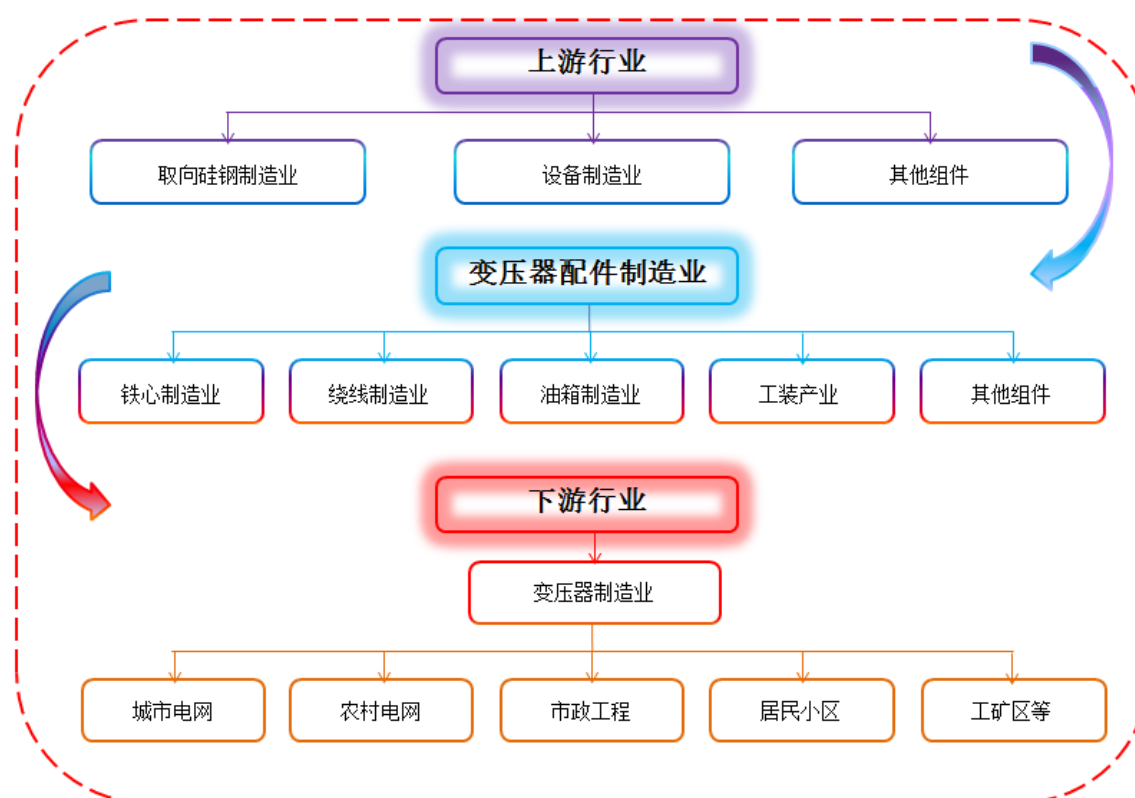 上游行业
取向硅钢制造业
设备制造业
其他组件
变压器配件制造业
铁心制造业
绕线制造业
油箱制造业
工装产业
其他组件
下游行业
变压器制造业
城市电网
农村电网
市政工程
居民小区
工矿区等